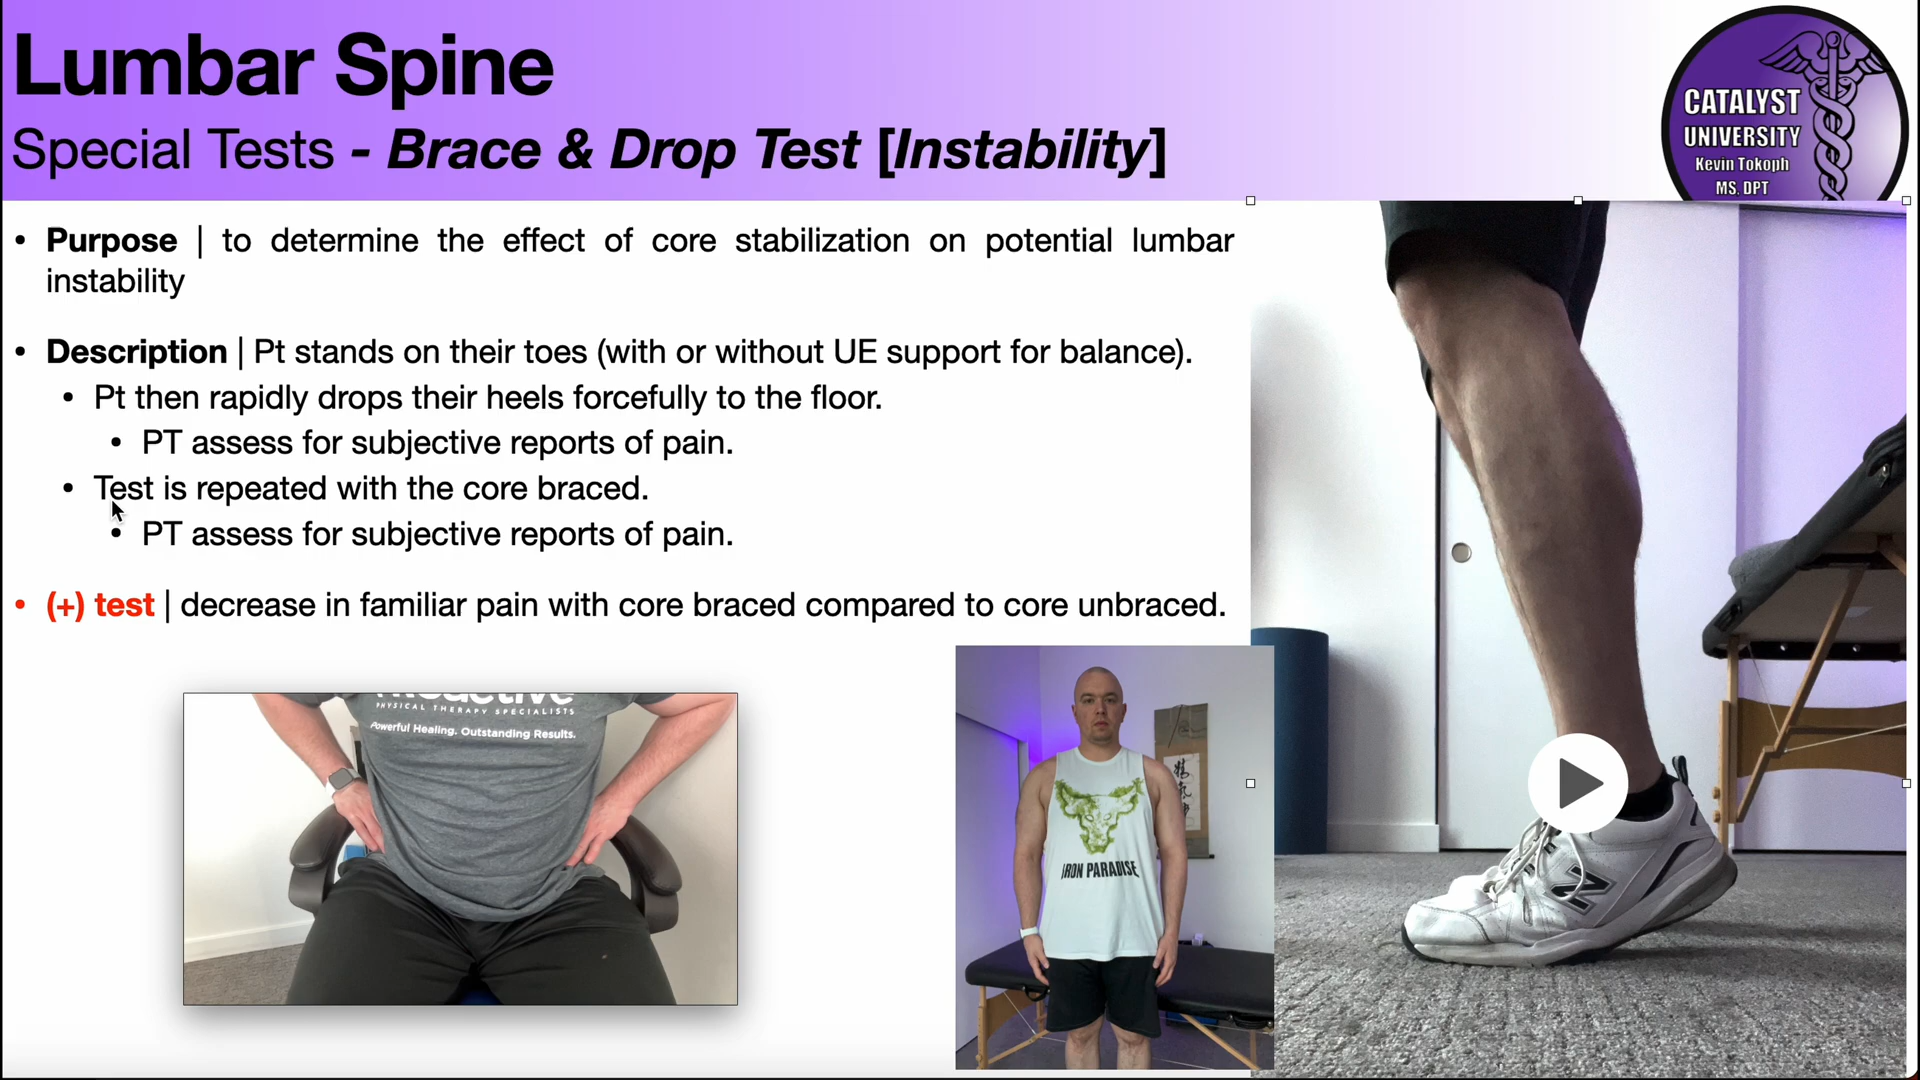 Lumbar Spine
Special Tests - Brace & Drop Test [Instability]
CATALYST
UNIVERSITY
Kevin Tokoph
MS, DPT
• Purpose | to determine the effect of core stabilization on potential lumbar
instability
• Description | Pt stands on their toes (with or without UE support for balance).
• Pt then rapidly drops their heels forcefully to the floor.
• PT assess for subjective reports of pain.
• Test is repeated with the core braced.
• PT assess for subjective reports of pain.
• (+) test | decrease in familiar pain with core braced compared to core unbraced.
PHYSICAL THERAPY SPECIALISTS
Powerful Healing. Outstanding Results.
IRON PARADISE
N